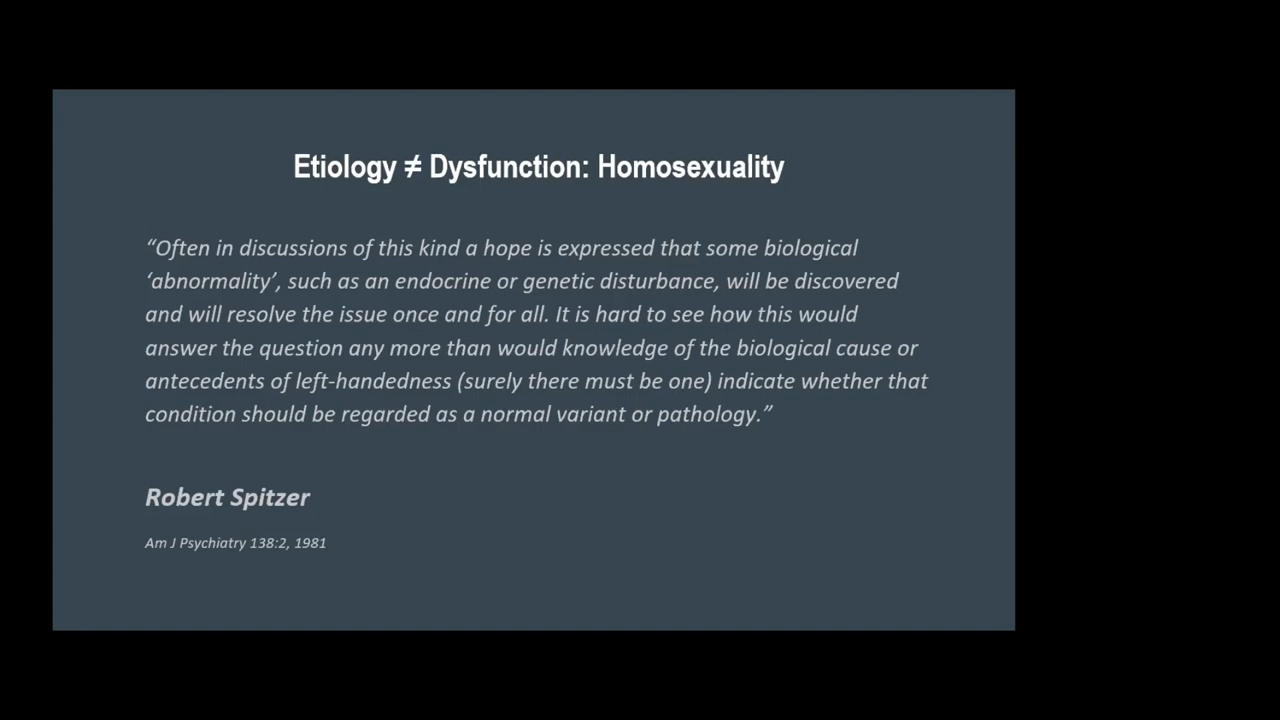 Etiology ≠ Dysfunction: Homosexuality
“Often in discussions of this kind a hope is expressed that some biological
‘abnormality’, such as an endocrine or genetic disturbance, will be discovered
and will resolve the issue once and for all. It is hard to see how this would
answer the question any more than would knowledge of the biological cause or
antecedents of left-handedness (surely there must be one) indicate whether that
condition should be regarded as a normal variant or pathology.”
Robert Spitzer
Am J Psychiatry 138:2, 1981